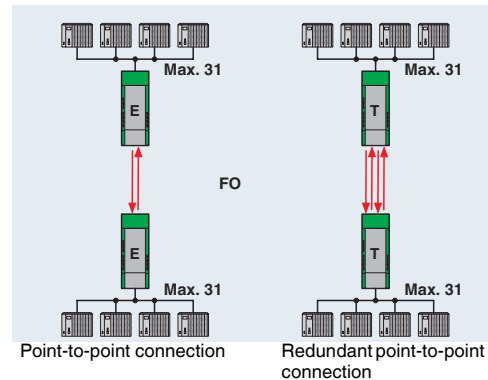 Max. 31
Max. 31
E
T
FO
E
T
Max. 31
Max. 31
Point-to-point connection
Redundant point-to-point
connection